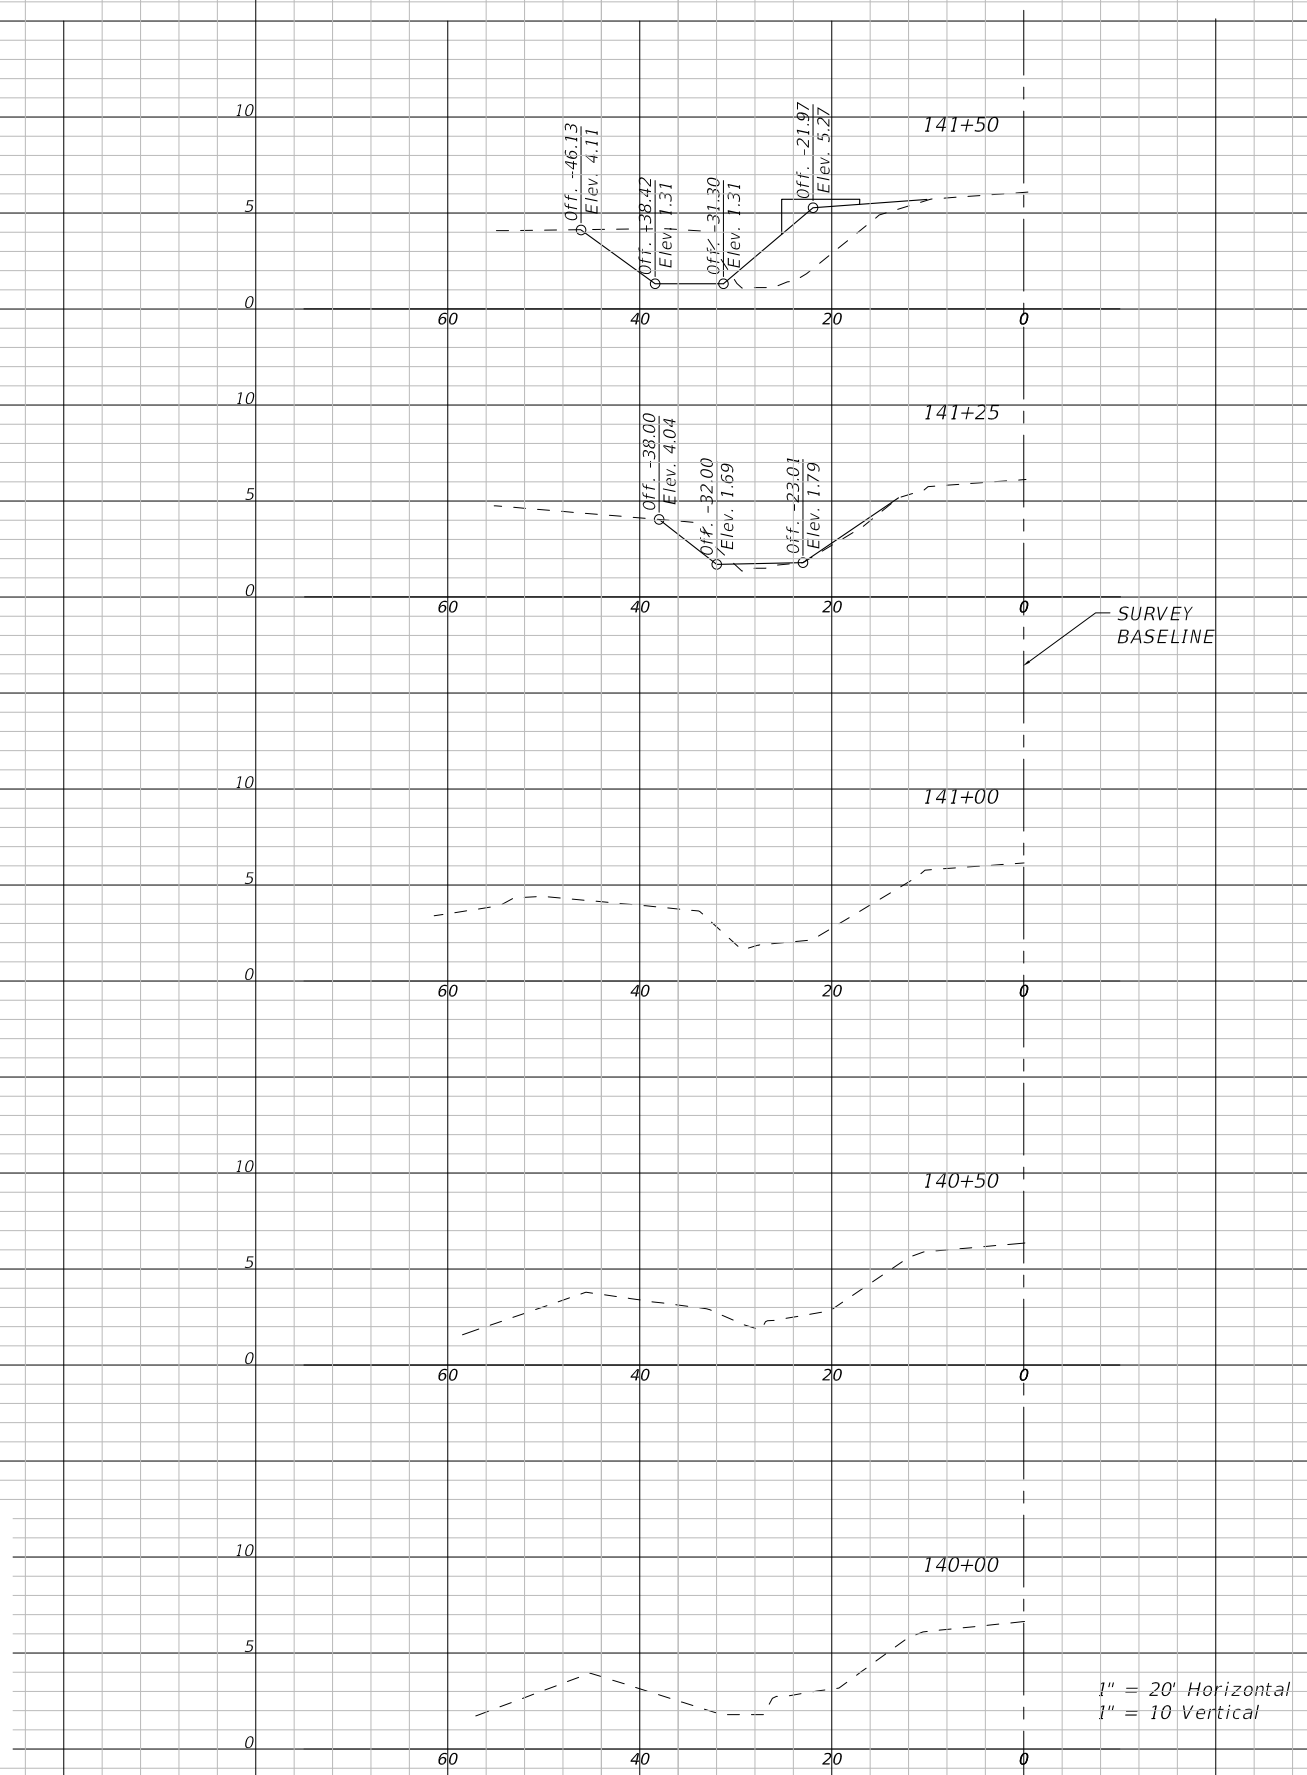 10
141+50
Off. -46.13
Elev. 4.11
Off. -38.42
Elev. 1.31
Off. -31.30
Elev. 1.31
Off. -21.97
Elev. 5.27
5
0
60
40
20
0
10
141+25
Off. -38.00
Elev. 4.04
Off. -32.00
Elev. 1.69
Off. -23.01
Elev. 1.79
5
0
60
40
20
0
SURVEY
BASELINE
10
141+00
5
0
60
40
20
0
10
140+50
5
0
60
40
20
0
10
140+00
5
1" = 20' Horizontal
1" = 10 Vertical
0
60
40
20
0